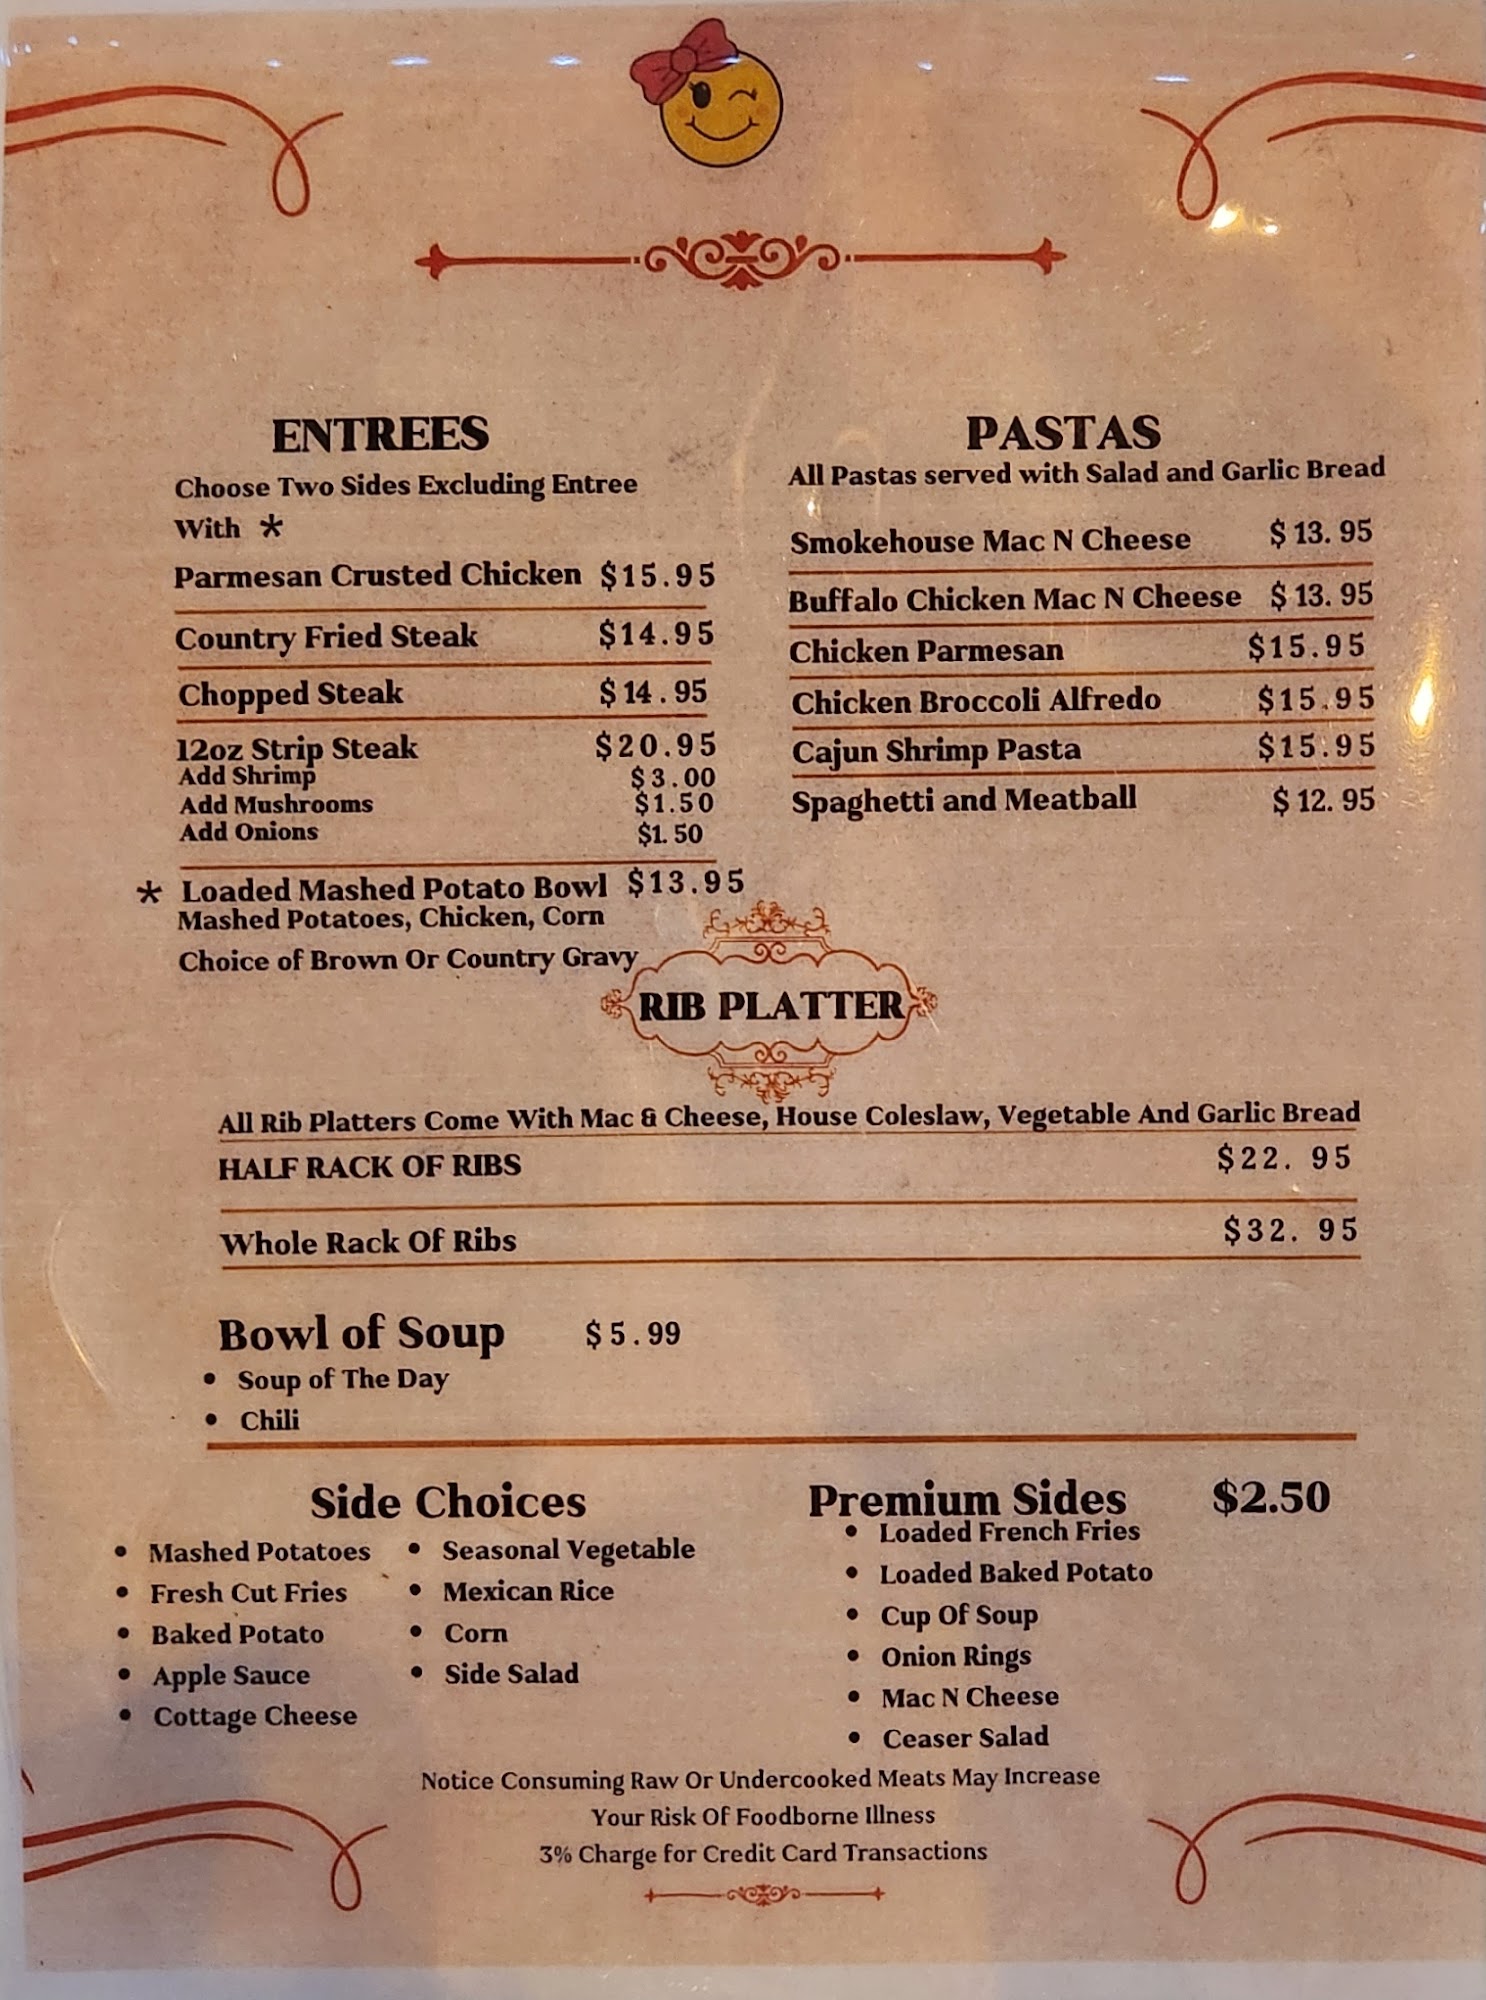 ENTREES
Choose Two Sides Excluding Entree
With *
Parmesan Crusted Chicken $15.95
Country Fried Steak $14.95
Chopped Steak $14.95
12oz Strip Steak $20.95
Add Shrimp $3.00
Add Mushrooms $1.50
Add Onions $1.50
* Loaded Mashed Potato Bowl $13.95
Mashed Potatoes, Chicken, Corn
Choice of Brown Or Country Gravy
PASTAS
All Pastas served with Salad and Garlic Bread
Smokehouse Mac N Cheese $13.95
Buffalo Chicken Mac N Cheese $13.95
Chicken Parmesan $15.95
Chicken Broccoli Alfredo $15.95
Cajun Shrimp Pasta $15.95
Spaghetti and Meatball $12.95
RIB PLATTER
All Rib Platters Come With Mac & Cheese, House Coleslaw, Vegetable And Garlic Bread
HALF RACK OF RIBS $22.95
Whole Rack Of Ribs $32.95
Bowl of Soup $5.99
• Soup of The Day
• Chili
Side Choices
• Mashed Potatoes
• Fresh Cut Fries
• Baked Potato
• Apple Sauce
• Cottage Cheese
• Seasonal Vegetable
• Mexican Rice
• Corn
• Side Salad
Premium Sides $2.50
• Loaded French Fries
• Loaded Baked Potato
• Cup Of Soup
• Onion Rings
• Mac N Cheese
• Ceaser Salad
Notice Consuming Raw Or Undercooked Meats May Increase
Your Risk Of Foodborne Illness
3% Charge for Credit Card Transactions